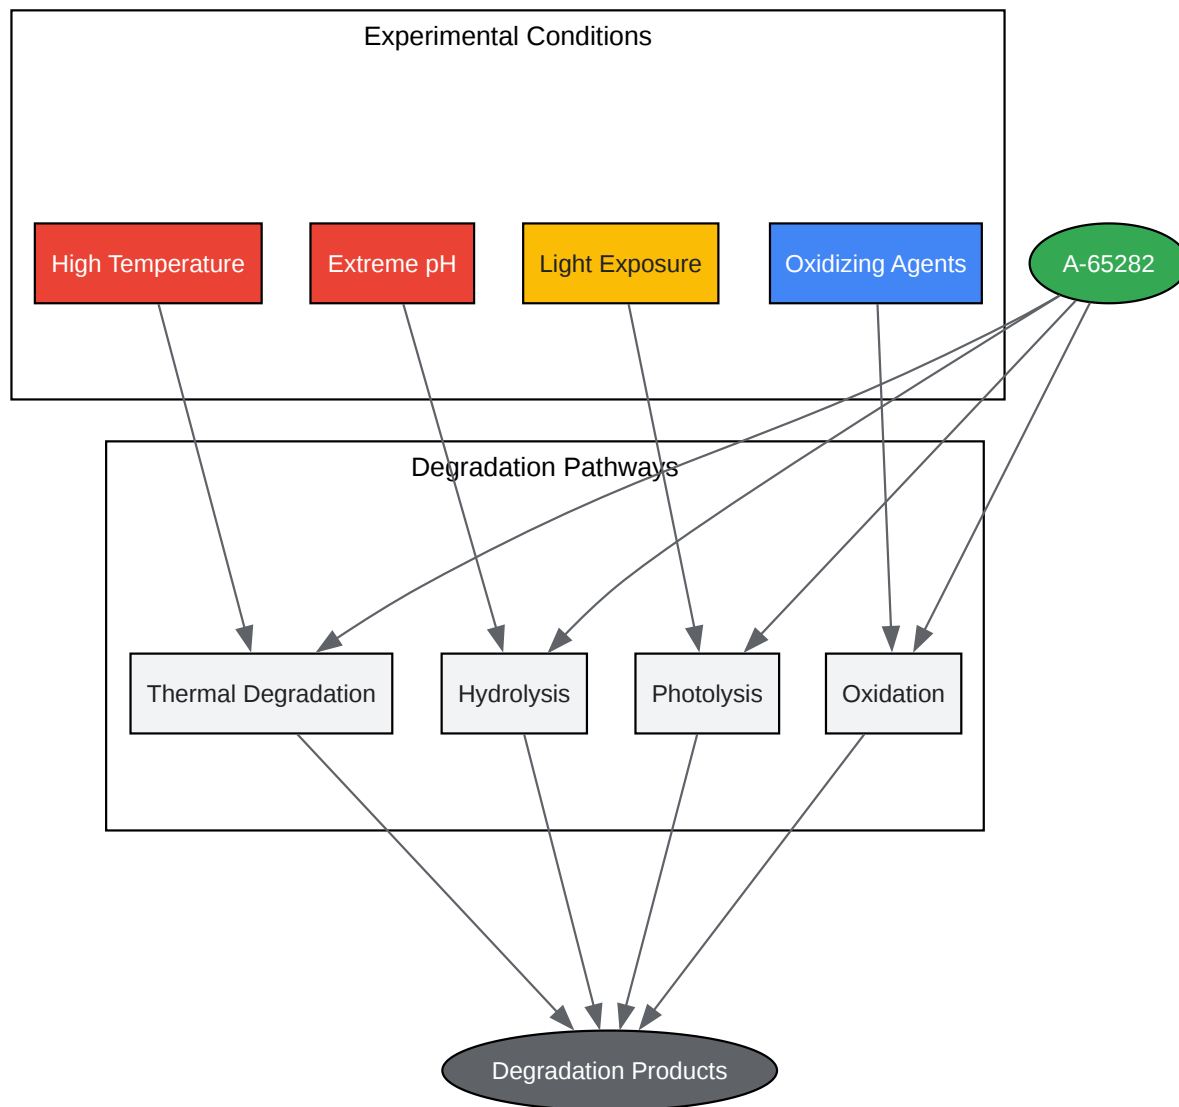 Experimental Conditions
High Temperature
Extreme pH
Light Exposure
Oxidizing Agents
A-65282
Degradation Pathways
Thermal Degradation
Hydrolysis
Photolysis
Oxidation
Degradation Products